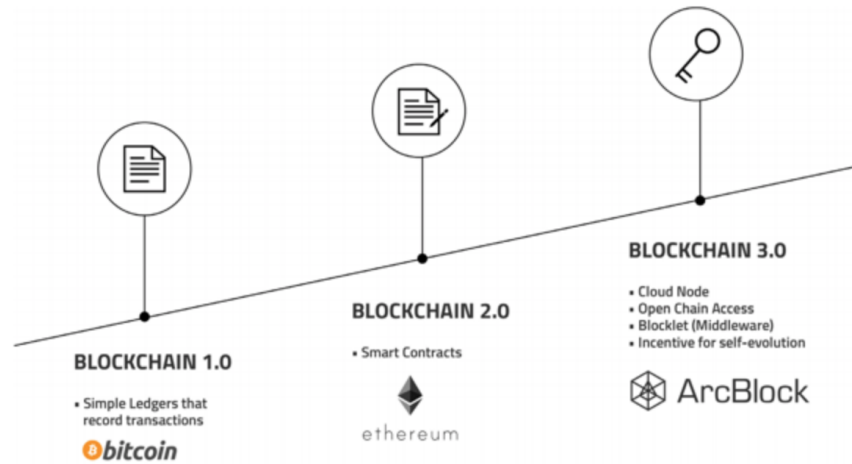 BLOCKCHAIN 1.0
▪ Simple Ledgers that
record transactions
bitcoin
BLOCKCHAIN 2.0
▪ Smart Contracts
ethereum
BLOCKCHAIN 3.0
▪ Cloud Node
▪ Open Chain Access
▪ Blocklet (Middleware)
▪ Incentive for self-evolution
ArcBlock